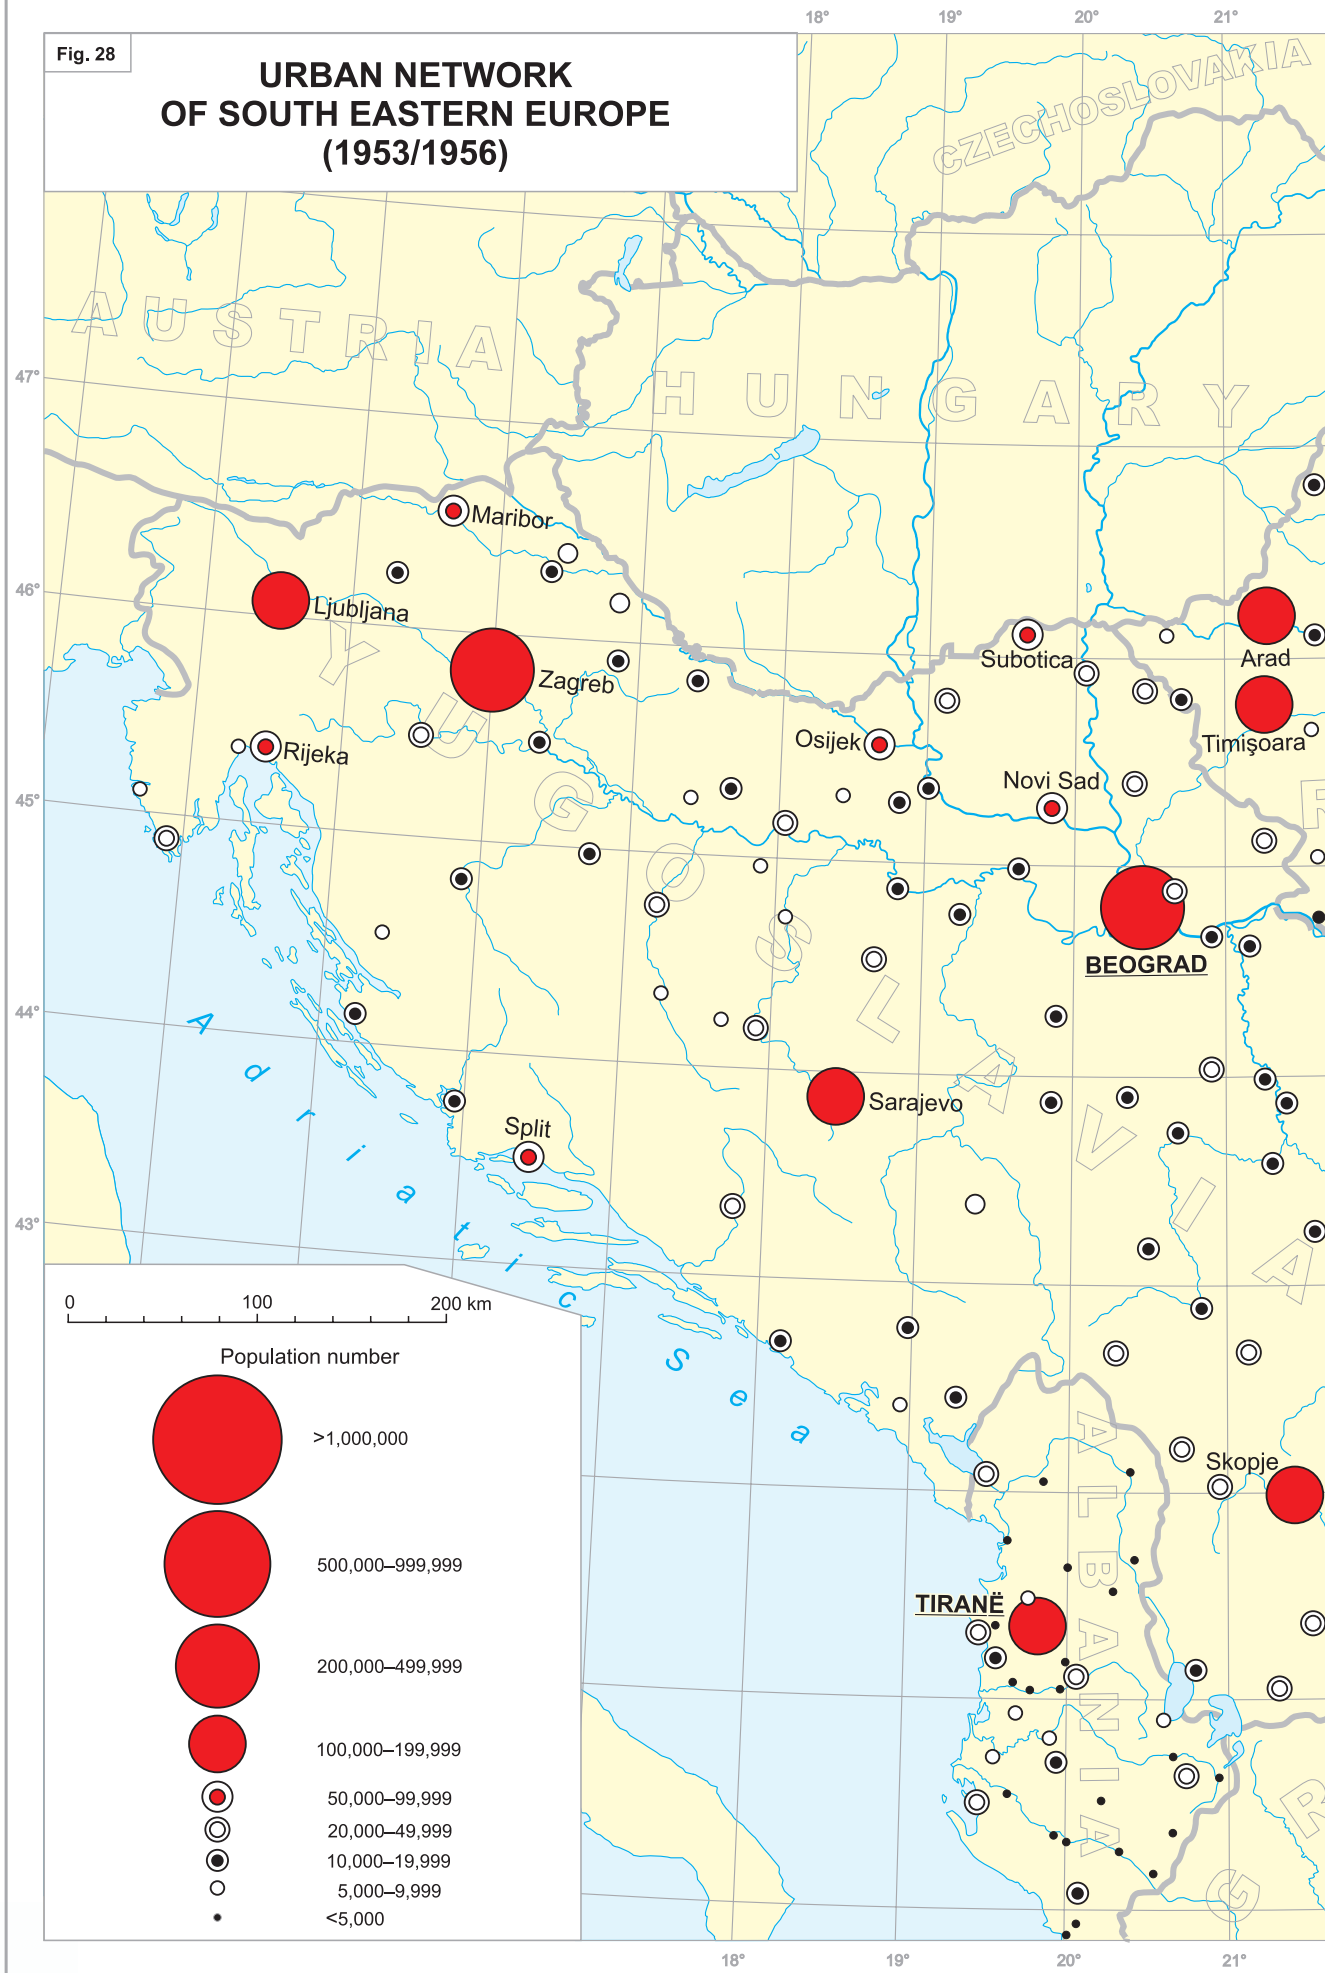 18° 19° 20° 21°
Fig. 28
URBAN NETWORK
OF SOUTH EASTERN EUROPE
(1953/1956)
CZECHOSLOVAKIA
AUSTRIA
47°
HUNGARY
Maribor
46°
Ljubljana
Subotica
Arad
Zagreb
Timişoara
Rijeka
Osijek
Novi Sad
45°
R
YUGOSLAVIA
BEOGRAD
44°
Adriatic Sea
Sarajevo
Split
43°
0 100 200 km
Population number
>1,000,000
500,000–999,999
200,000–499,999
100,000–199,999
50,000–99,999
20,000–49,999
10,000–19,999
5,000–9,999
<5,000
ALBANIA
Skopje
TIRANË
G R
18° 19° 20° 21°